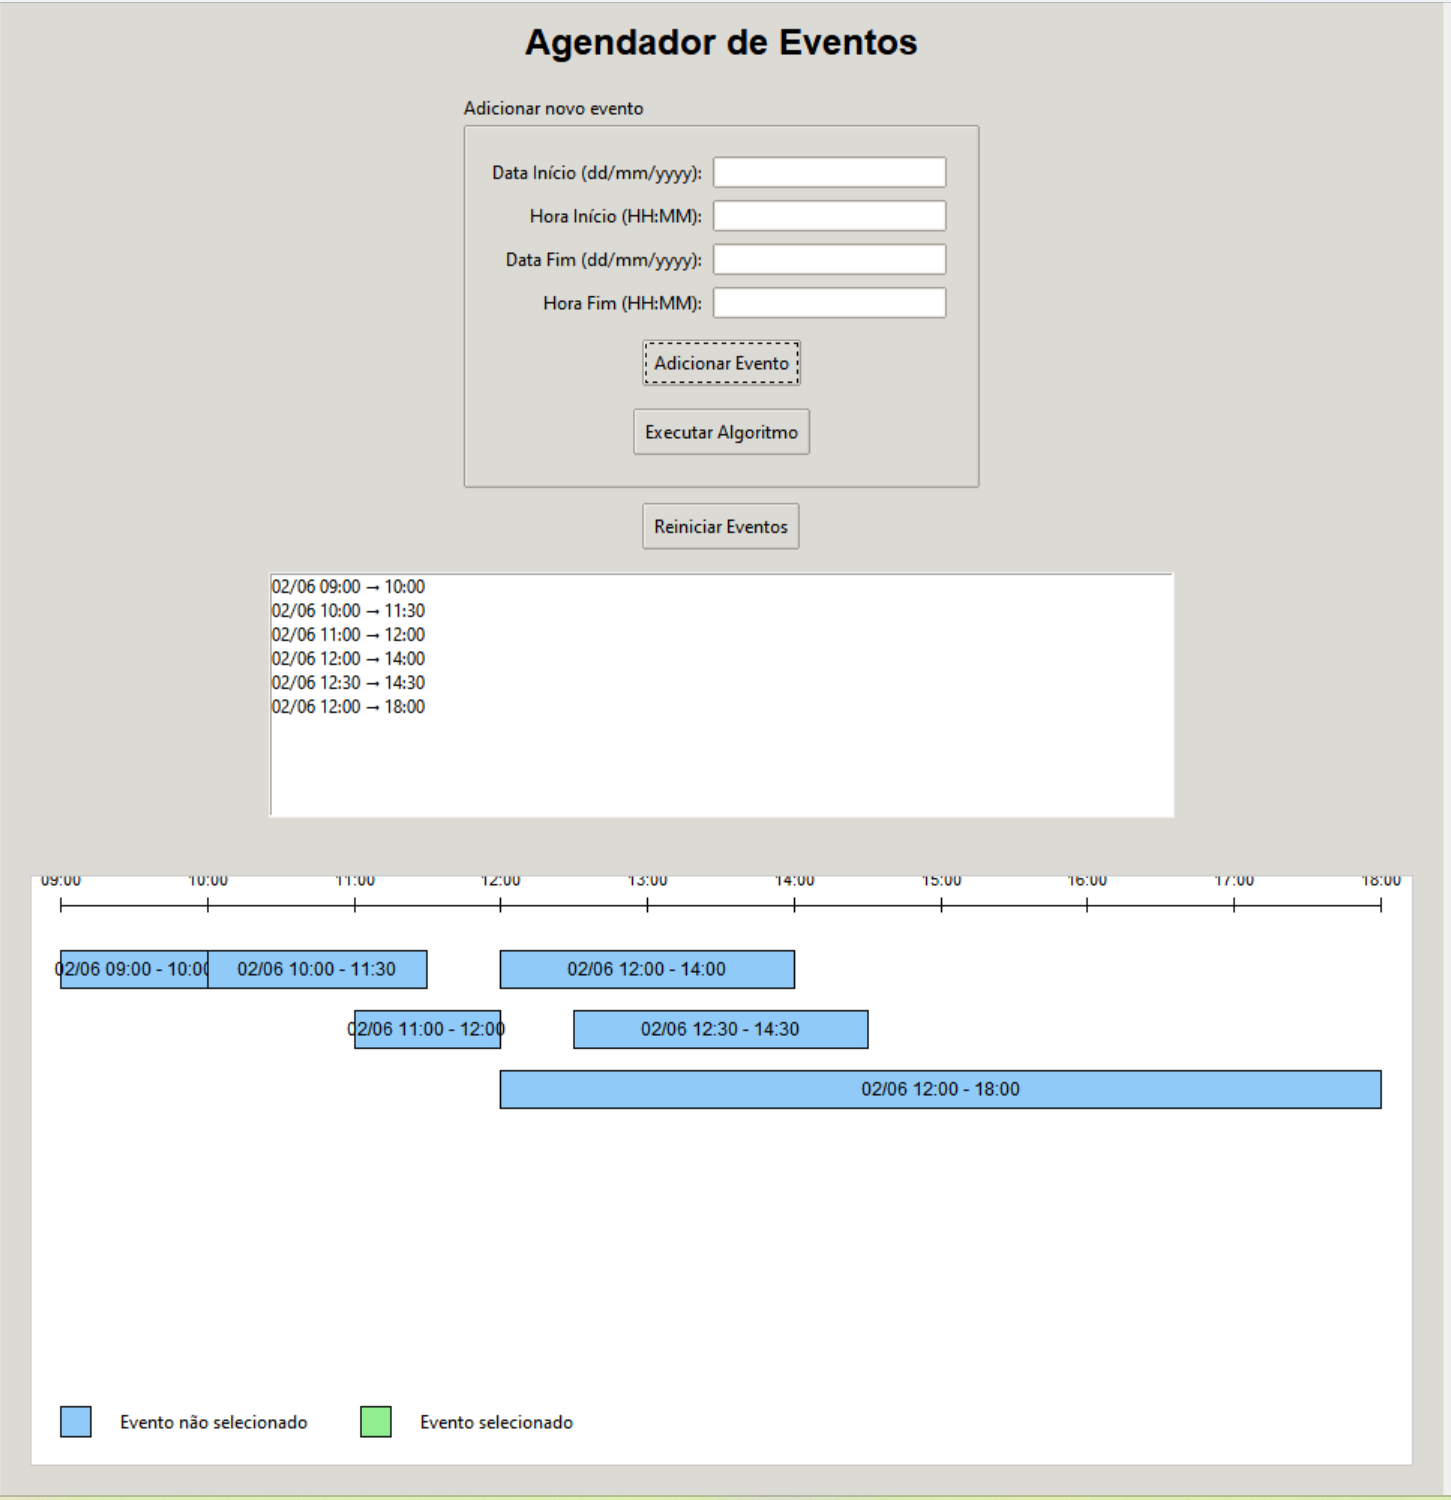 Agendador de Eventos
Adicionar novo evento
Data Início (dd/mm/yyyy):
Hora Início (HH:MM):
Data Fim (dd/mm/yyyy):
Hora Fim (HH:MM):
Adicionar Evento
Executar Algoritmo
Reiniciar Eventos
02/06 09:00 → 10:00
02/06 10:00 → 11:30
02/06 11:00 → 12:00
02/06 12:00 → 14:00
02/06 12:30 → 14:30
02/06 12:00 → 18:00
09:00 10:00 11:00 12:00 13:00 14:00 15:00 16:00 17:00 18:00
02/06 09:00 - 10:00 02/06 10:00 - 11:30 02/06 12:00 - 14:00
02/06 11:00 - 12:00 02/06 12:30 - 14:30
02/06 12:00 - 18:00
Evento não selecionado Evento selecionado